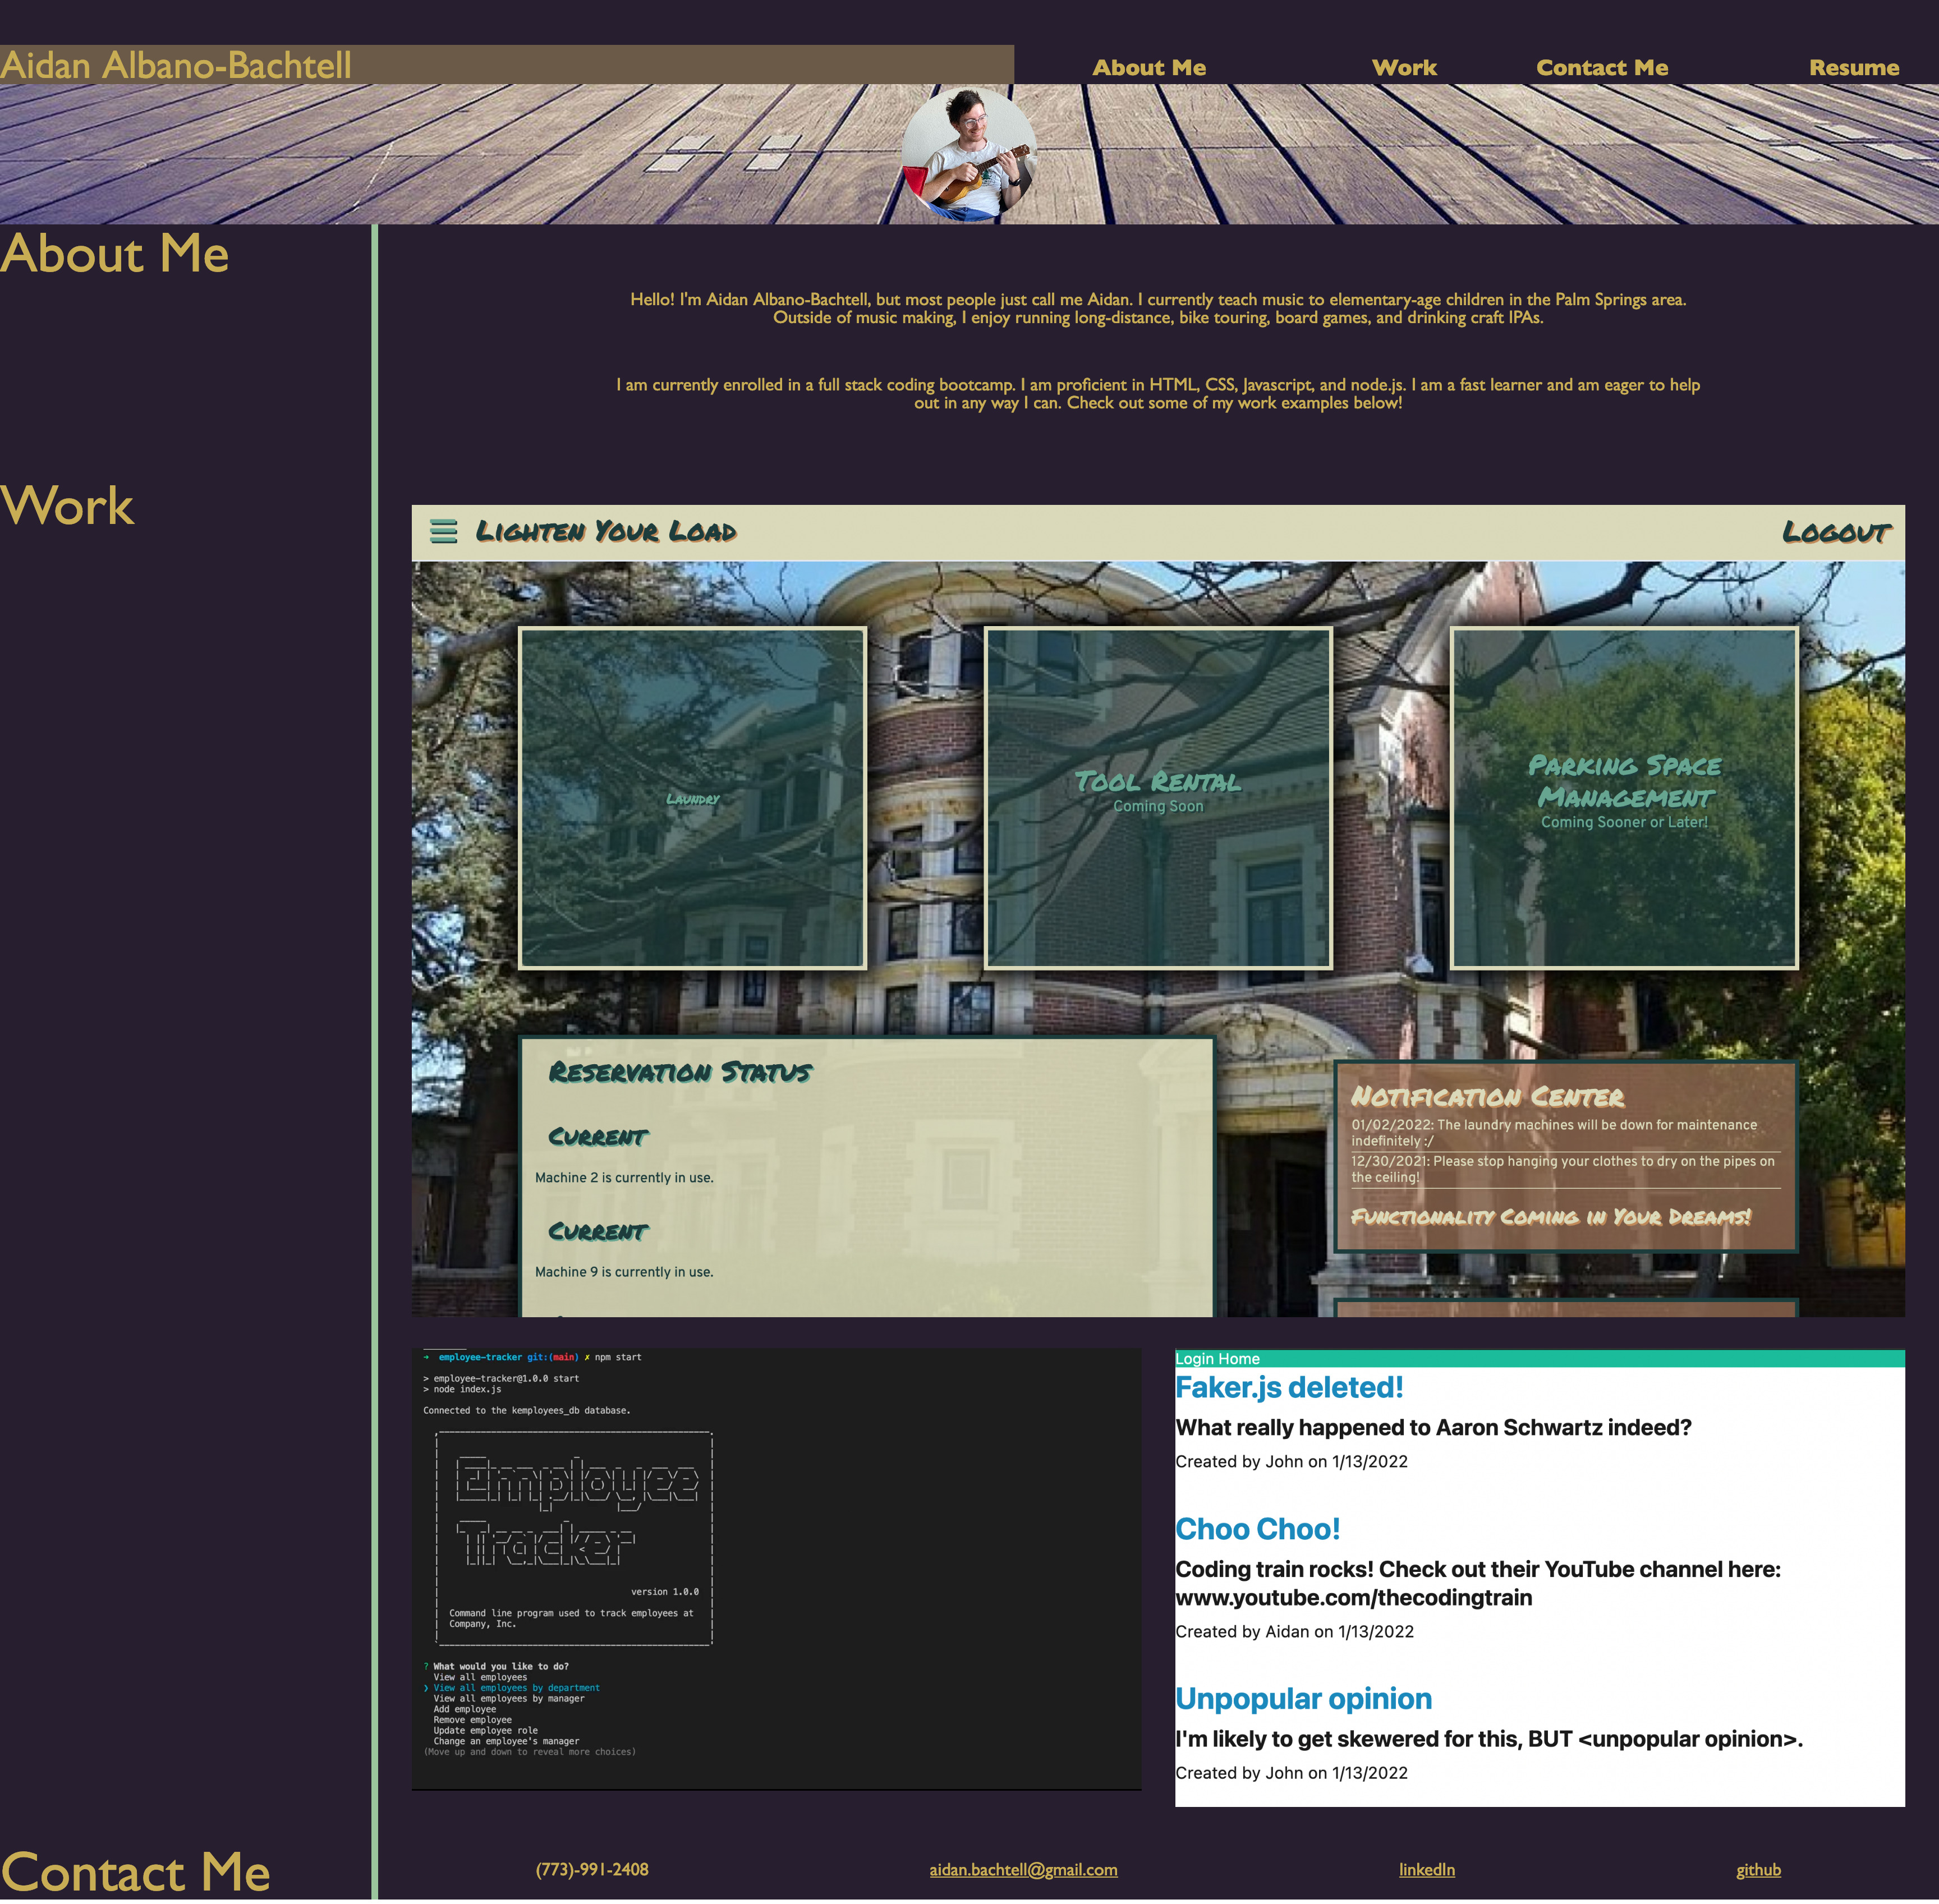 Aidan Albano-Bachtell
About Me
Work
Contact Me
Resume
About Me
Hello! I'm Aidan Albano-Bachtell, but most people just call me Aidan. I currently teach music to elementary-age children in the Palm Springs area.
Outside of music making, I enjoy running long-distance, bike touring, board games, and drinking craft IPAs.
I am currently enrolled in a full stack coding bootcamp. I am proficient in HTML, CSS, Javascript, and node.js. I am a fast learner and am eager to help
out in any way I can. Check out some of my work examples below!
Work
Lighten Your Load
Logout
Laundry
Tool Rental
Coming Soon
Parking Space
Management
Coming Sooner or Later!
Reservation Status
Current
Machine 2 is currently in use.
Current
Machine 9 is currently in use.
Notification Center
01/02/2022: The laundry machines will be down for maintenance
indefinitely :/
12/30/2021: Please stop hanging your clothes to dry on the pipes on
the ceiling!
Functionality Coming in Your Dreams!
→ employee-tracker git:(main) ✗ npm start
> employee-tracker@1.0.0 start
> node index.js
Connected to the kemployees_db database.
Employee
Tracker
version 1.0.0
Command line program used to track employees at
Company, Inc.
? What would you like to do?
View all employees
❯ View all employees by department
View all employees by manager
Add employee
Remove employee
Update employee role
Change an employee's manager
(Move up and down to reveal more choices)
Login Home
Faker.js deleted!
What really happened to Aaron Schwartz indeed?
Created by John on 1/13/2022
Choo Choo!
Coding train rocks! Check out their YouTube channel here:
www.youtube.com/thecodingtrain
Created by Aidan on 1/13/2022
Unpopular opinion
I'm likely to get skewered for this, BUT <unpopular opinion>.
Created by John on 1/13/2022
Contact Me
(773)-991-2408
aidan.bachtell@gmail.com
linkedIn
github